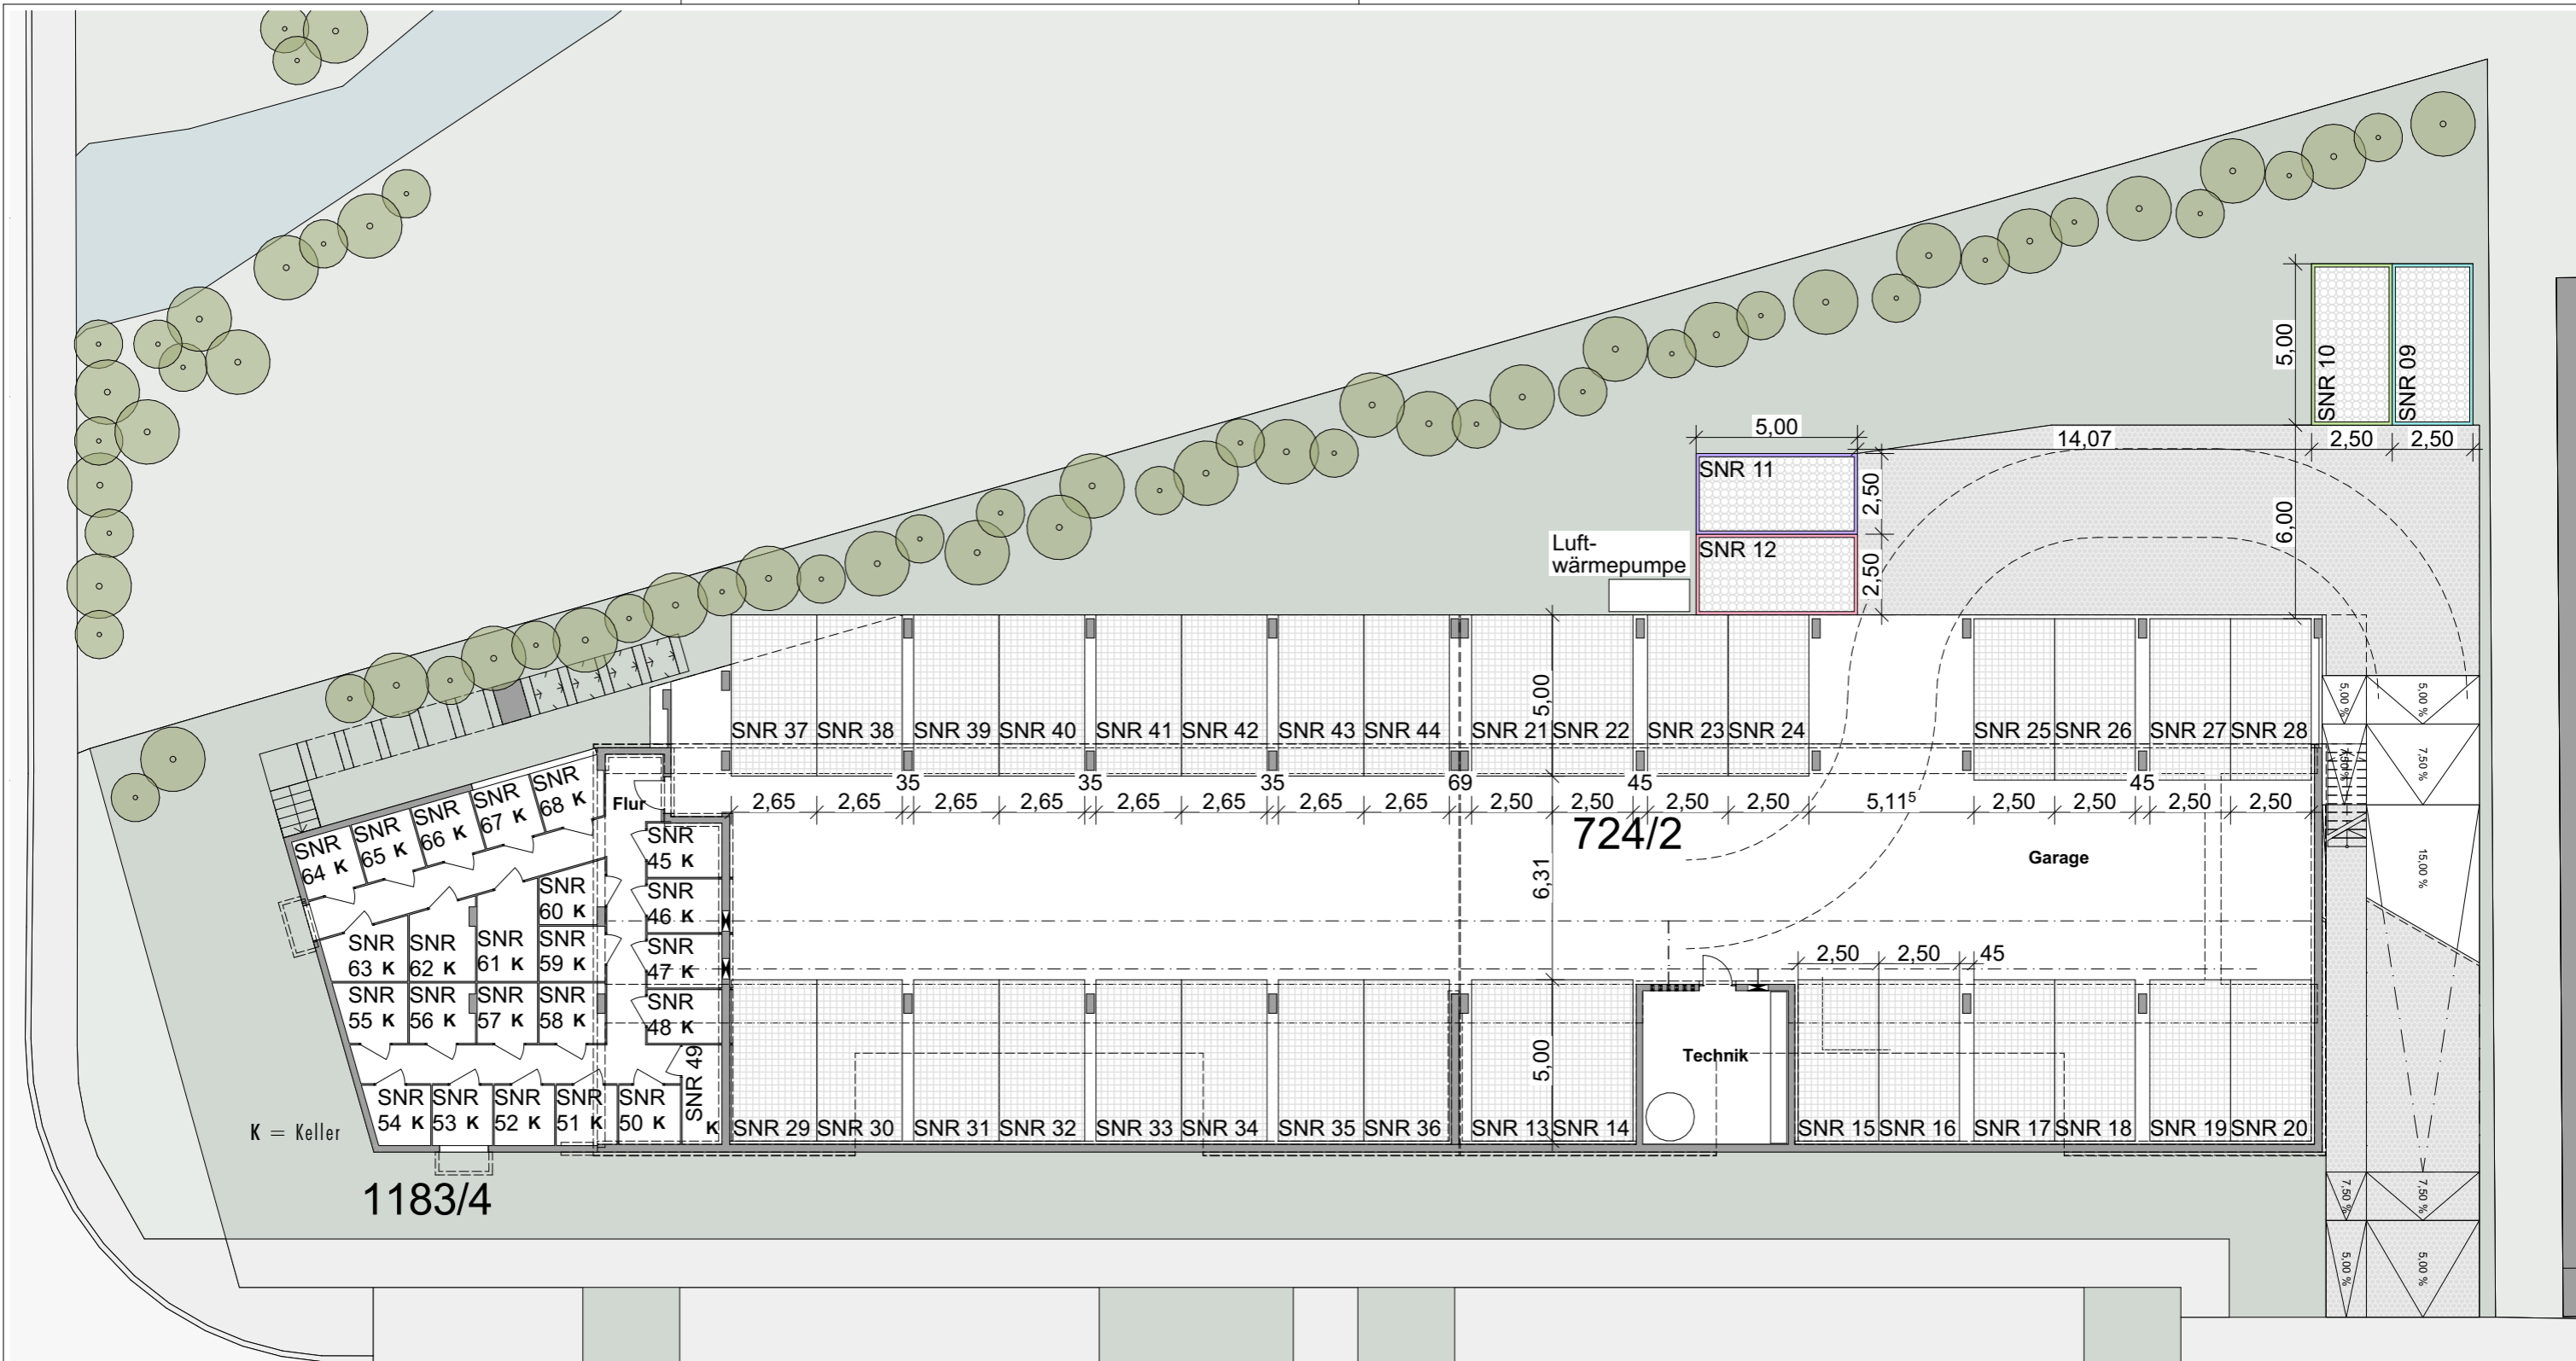 5,00
SNR 10
SNR 09
2,50
2,50
5,00
14,07
SNR 11
2,50
SNR 12
2,50
6,00
Luft-
wärmepumpe
5,00
SNR 37
SNR 38
SNR 39
SNR 40
SNR 41
SNR 42
SNR 43
SNR 44
SNR 21
SNR 22
SNR 23
SNR 24
SNR 25
SNR 26
SNR 27
SNR 28
35
35
35
69
45
45
2,65
2,65
2,65
2,65
2,65
2,65
2,65
2,65
2,50
2,50
2,50
2,50
5,11⁵
2,50
2,50
2,50
2,50
724/2
Garage
6,31
5,00 %
5,00 %
7,50 %
7,50 %
15,00 %
Flur
SNR
68 K
SNR
67 K
SNR
66 K
SNR
65 K
SNR
64 K
SNR
45 K
SNR
46 K
SNR
47 K
SNR
48 K
SNR 49
K
SNR
60 K
SNR
59 K
SNR
61 K
SNR
62 K
SNR
63 K
SNR
55 K
SNR
56 K
SNR
57 K
SNR
58 K
SNR
54 K
SNR
53 K
SNR
52 K
SNR
51 K
SNR
50 K
2,50
2,50
45
Technik
5,00
SNR 29
SNR 30
SNR 31
SNR 32
SNR 33
SNR 34
SNR 35
SNR 36
SNR 13
SNR 14
SNR 15
SNR 16
SNR 17
SNR 18
SNR 19
SNR 20
K = Keller
1183/4
7,50 %
7,50 %
5,00 %
5,00 %